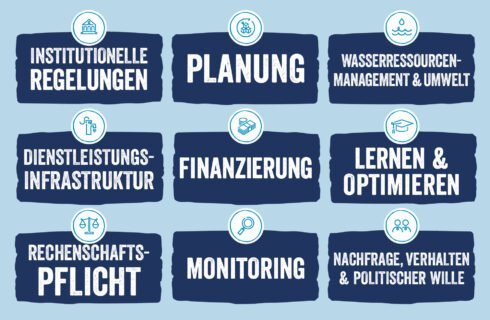 INSTITUTIONELLE
REGELUNGEN
PLANUNG
WASSERRESSOURCEN-
MANAGEMENT & UMWELT
DIENSTLEISTUNGS-
INFRASTRUKTUR
FINANZIERUNG
LERNEN &
OPTIMIEREN
RECHENSCHAFTS-
PFLICHT
MONITORING
NACHFRAGE, VERHALTEN
& POLITISCHER WILLE